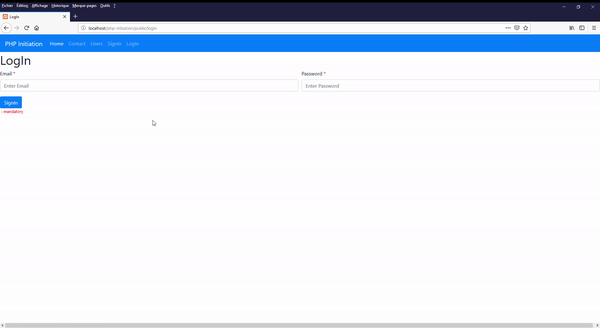 Fichier Édition Affichage Historique Marque-pages Outils ?
LogIn
localhost/php-initiation/public/login
PHP Initiation Home Contact Users SignIn LogIn
LogIn
Email * Password *
Enter Email Enter Password
SignIn
* mandatory